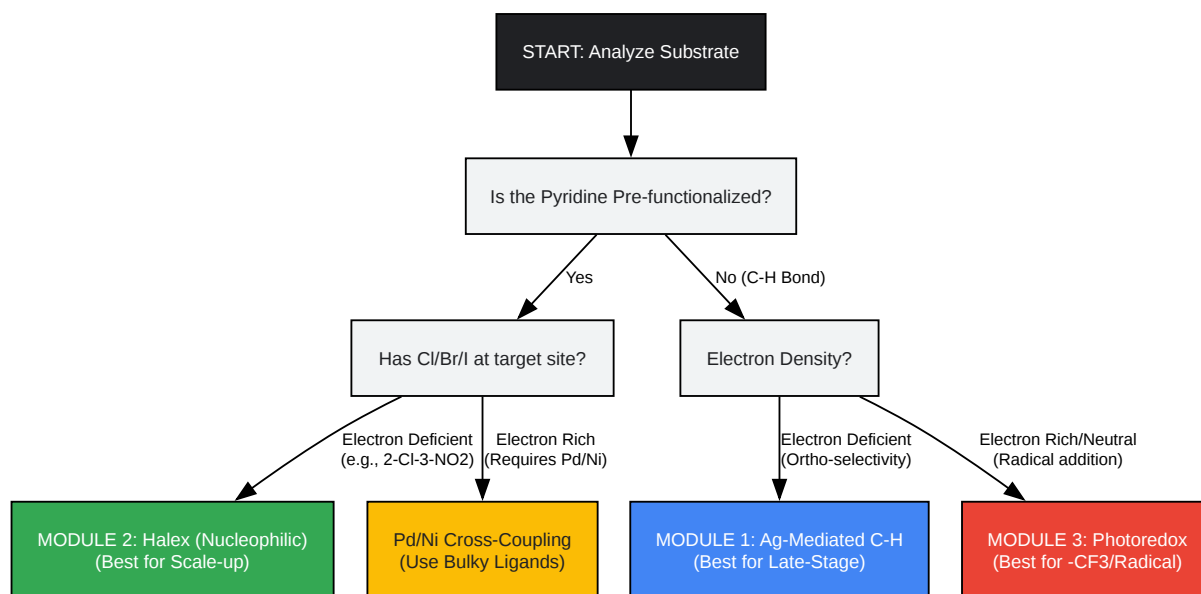 START: Analyze Substrate
Is the Pyridine Pre-functionalized?
Yes
No (C-H Bond)
Has Cl/Br/I at target site?
Electron Density?
Electron Deficient
(e.g., 2-Cl-3-NO2)
Electron Rich
(Requires Pd/Ni)
Electron Deficient
(Ortho-selectivity)
Electron Rich/Neutral
(Radical addition)
MODULE 2: Halex (Nucleophilic)
(Best for Scale-up)
Pd/Ni Cross-Coupling
(Use Bulky Ligands)
MODULE 1: Ag-Mediated C-H
(Best for Late-Stage)
MODULE 3: Photoredox
(Best for -CF3/Radical)